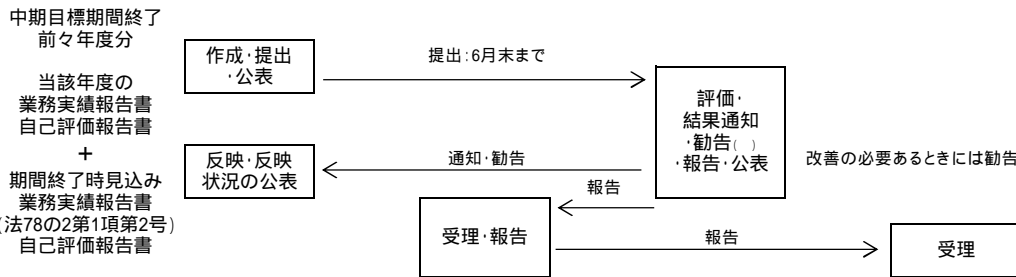 中期目標期間終了
前々年度分
当該年度の
業務実績報告書
自己評価報告書
+
期間終了時見込み
業務実績報告書
(法78の2第1項第2号)
自己評価報告書
作成・提出
・公表
提出:6月末まで
評価・
結果通知
・勧告( )
・報告・公表
改善の必要あるときには勧告
通知・勧告
反映・反映
状況の公表
報告
受理・報告
報告
受理